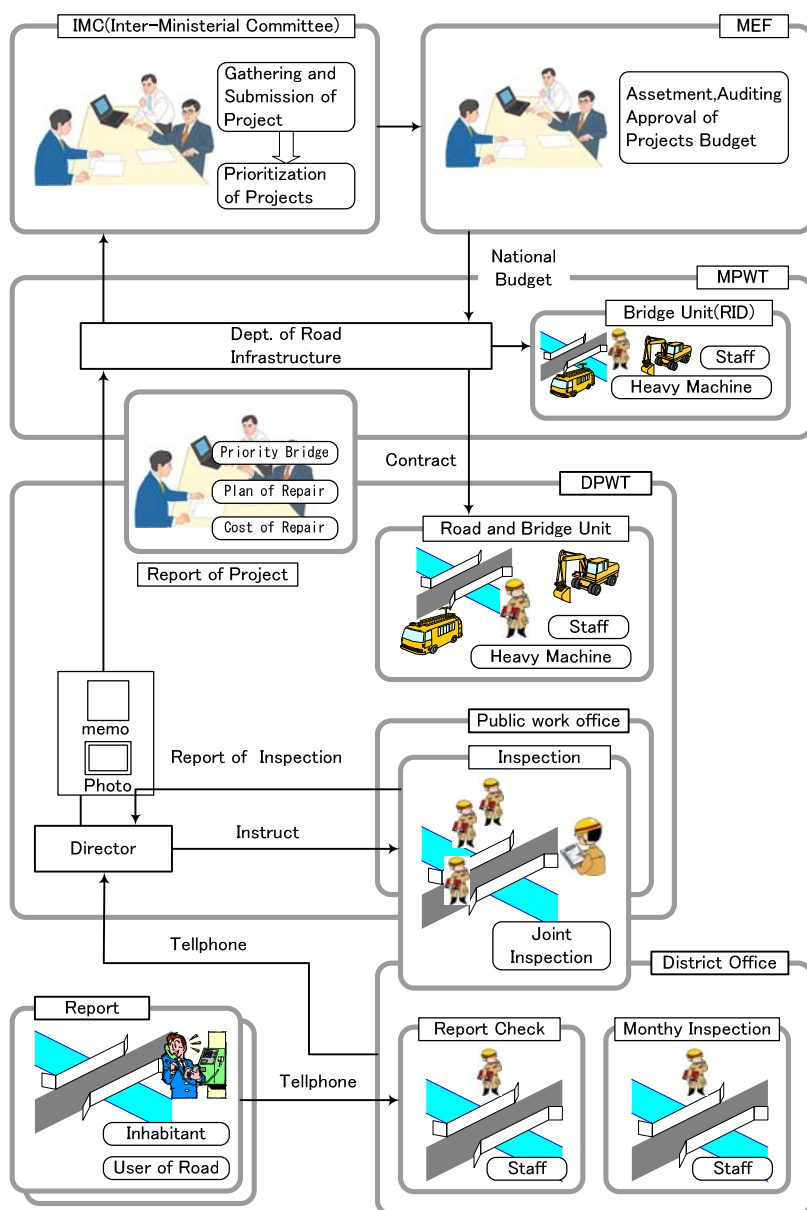 IMC(Inter-Ministerial Committee)
Gathering and
Submission of
Project
Prioritization
of Projects
MEF
Assetment,Auditing
Approval of
Projects Budget
National
Budget
MPWT
Dept. of Road
Infrastructure
Bridge Unit(RID)
Staff
Heavy Machine
Priority Bridge
Plan of Repair
Cost of Repair
Report of Project
Contract
DPWT
Road and Bridge Unit
Staff
Heavy Machine
memo
Photo
Report of Inspection
Public work office
Inspection
Director
Instruct
Joint
Inspection
Tellphone
District Office
Report
Inhabitant
User of Road
Tellphone
Report Check
Staff
Monthy Inspection
Staff